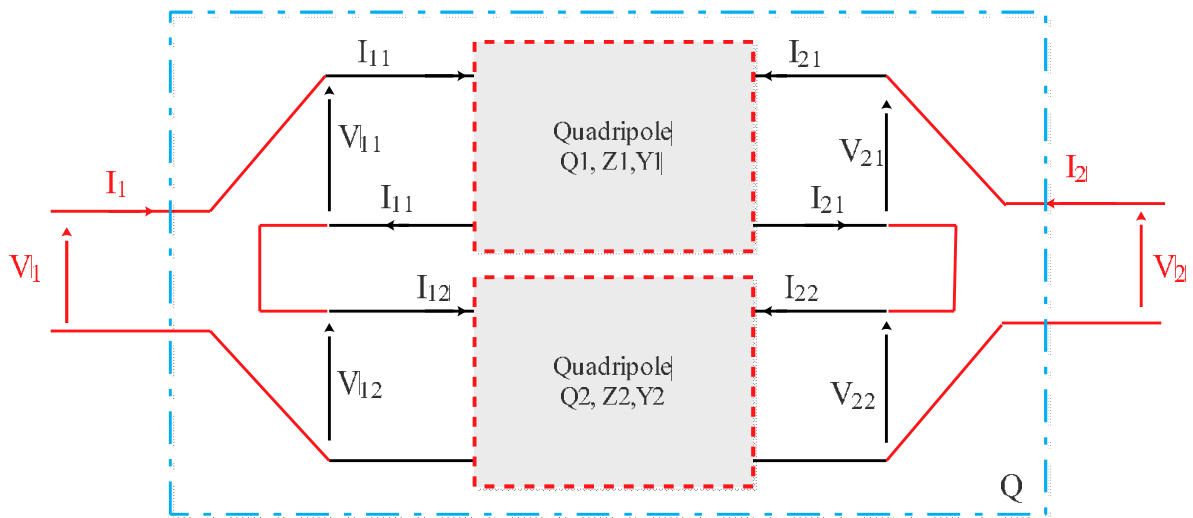 I11
I21
Quadripole
Q1, Z1,Y1
V11
V21
I1
I2
I11
I21
V1
V2
I12
I22
Quadripole
Q2, Z2,Y2
V12
V22
Q